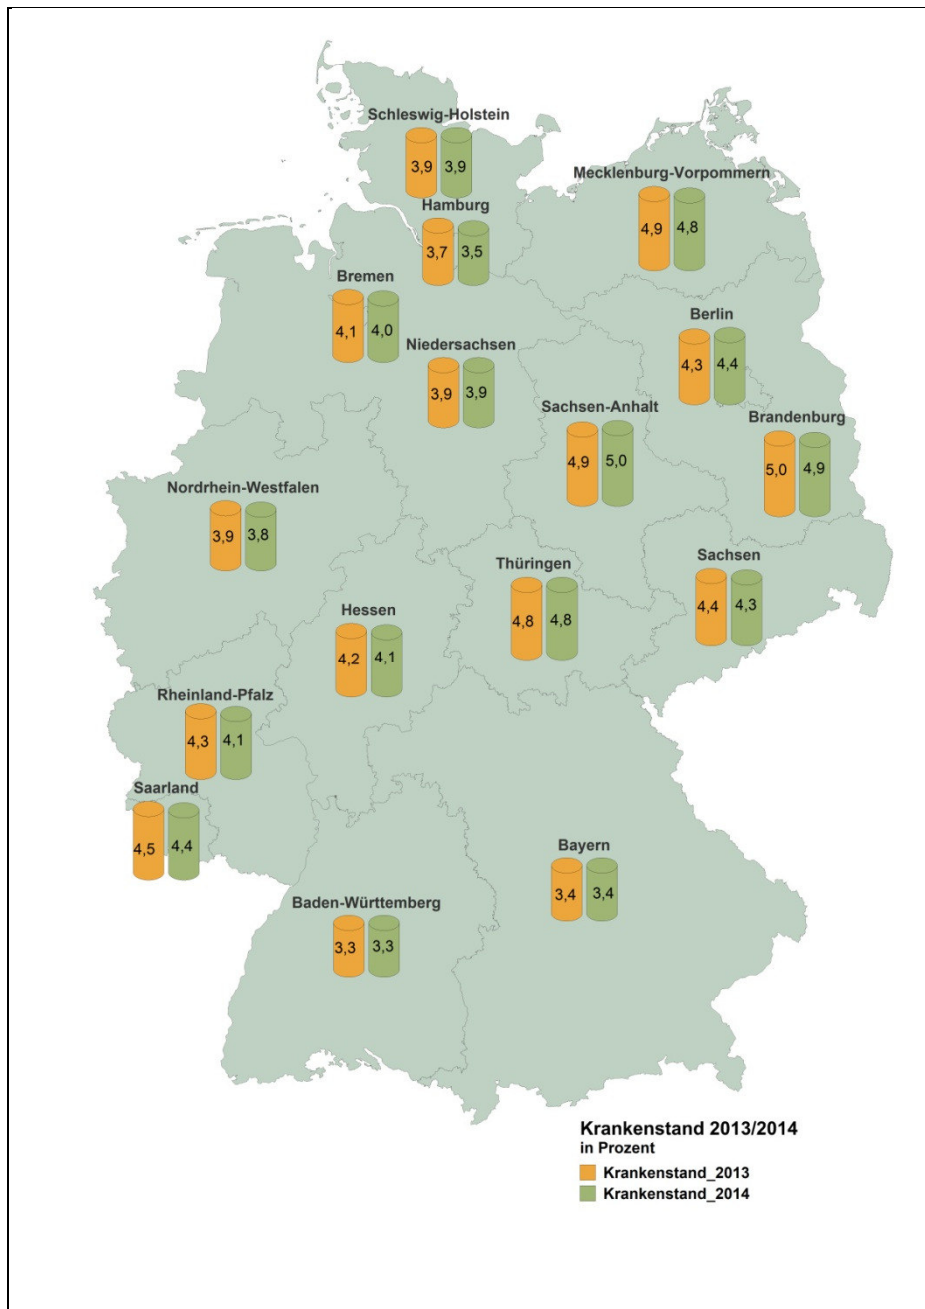 Schleswig-Holstein
3,9 3,9
Mecklenburg-Vorpommern
4,9 4,8
Hamburg
3,7 3,5
Bremen
4,1 4,0
Berlin
4,3 4,4
Niedersachsen
3,9 3,9
Sachsen-Anhalt
4,9 5,0
Brandenburg
5,0 4,9
Nordrhein-Westfalen
3,9 3,8
Thüringen
4,8 4,8
Sachsen
4,4 4,3
Hessen
4,2 4,1
Rheinland-Pfalz
4,3 4,1
Saarland
4,5 4,4
Bayern
3,4 3,4
Baden-Württemberg
3,3 3,3
Krankenstand 2013/2014
in Prozent
Krankenstand_2013
Krankenstand_2014